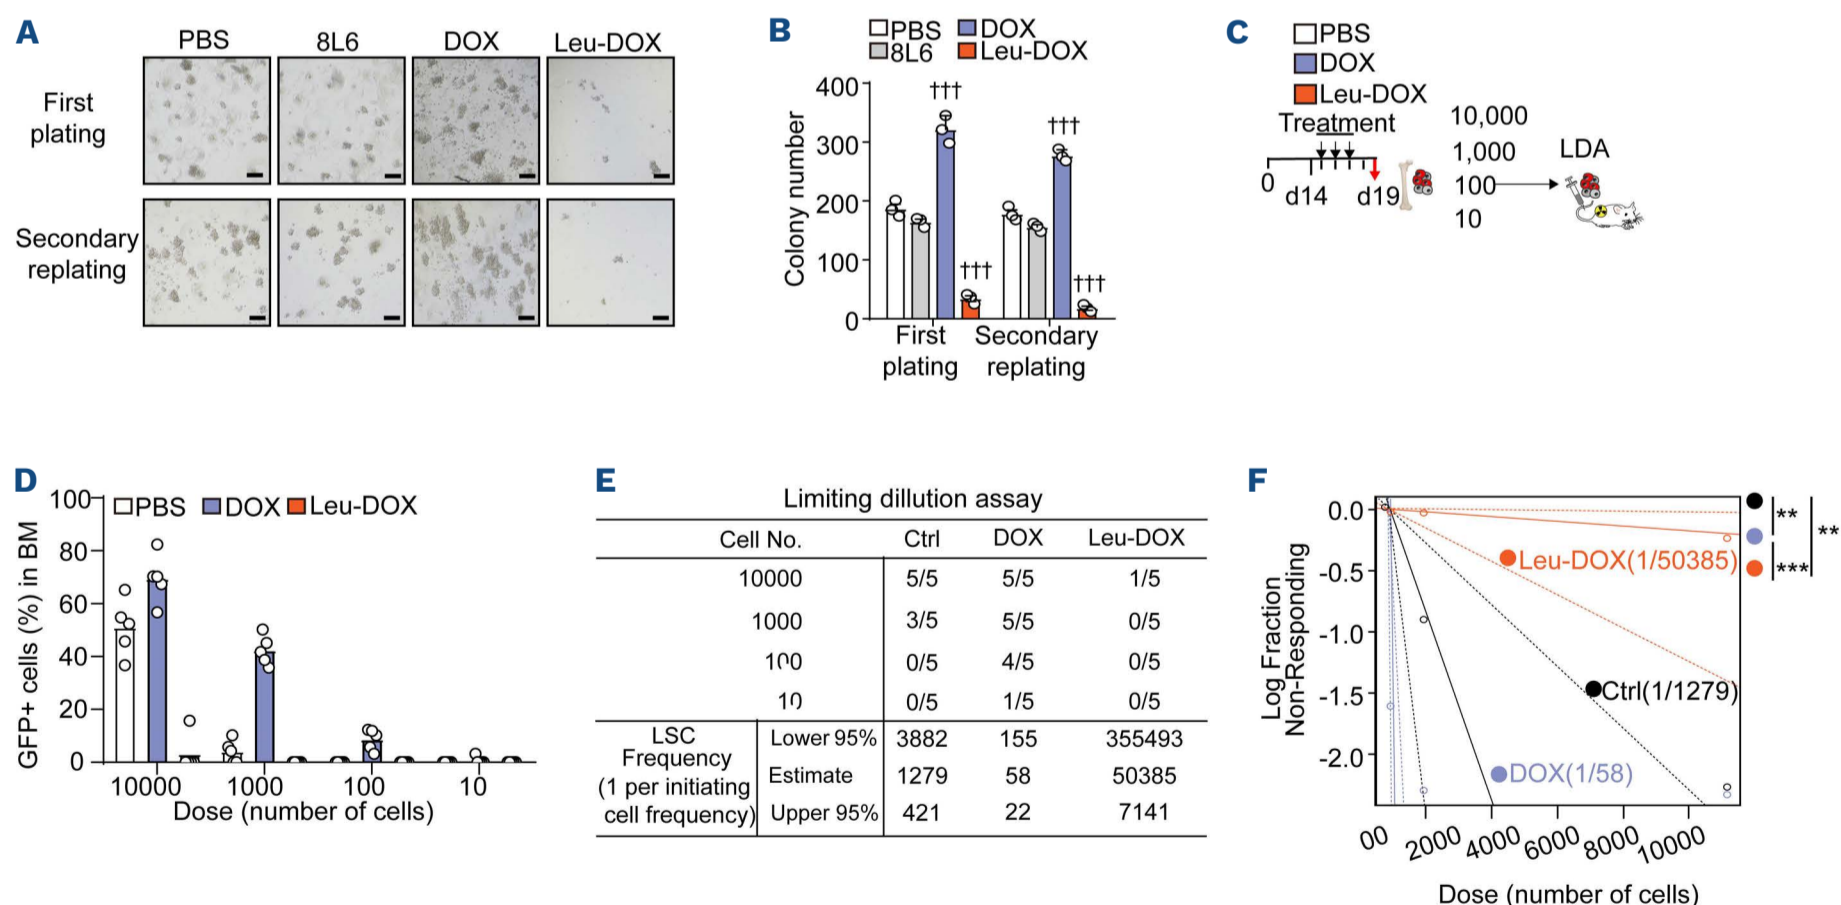 A
PBS 8L6 DOX Leu-DOX
First
plating
Secondary
replating
B
PBS DOX
8L6 Leu-DOX
Colony number
400
300
200
100
0
††† ††† ††† †††
First
plating
Secondary
replating
C
PBS
DOX
Leu-DOX
Treatment
0 d14 d19
10,000
1,000
100
10
LDA
D
PBS DOX Leu-DOX
GFP+ cells (%) in BM
100
80
60
40
20
0
10000 1000 100 10
Dose (number of cells)
E
Limiting dillution assay
Cell No. Ctrl DOX Leu-DOX
10000 5/5 5/5 1/5
1000 3/5 5/5 0/5
100 0/5 4/5 0/5
10 0/5 1/5 0/5
LSC
Frequency
(1 per initiating
cell frequency)
Lower 95% 3882 155 355493
Estimate 1279 58 50385
Upper 95% 421 22 7141
F
Log Fraction
Non-Responding
0.0
-0.5
-1.0
-1.5
-2.0
Leu-DOX(1/50385)
Ctrl(1/1279)
DOX(1/58)
**
**
***
00 2000 4000 6000 8000 10000
Dose (number of cells)